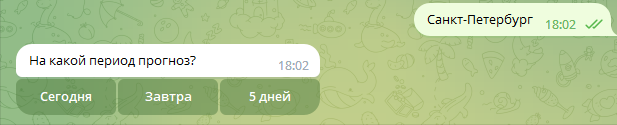 Санкт-Петербург 18:02
На какой период прогноз?
18:02
Сегодня Завтра 5 дней